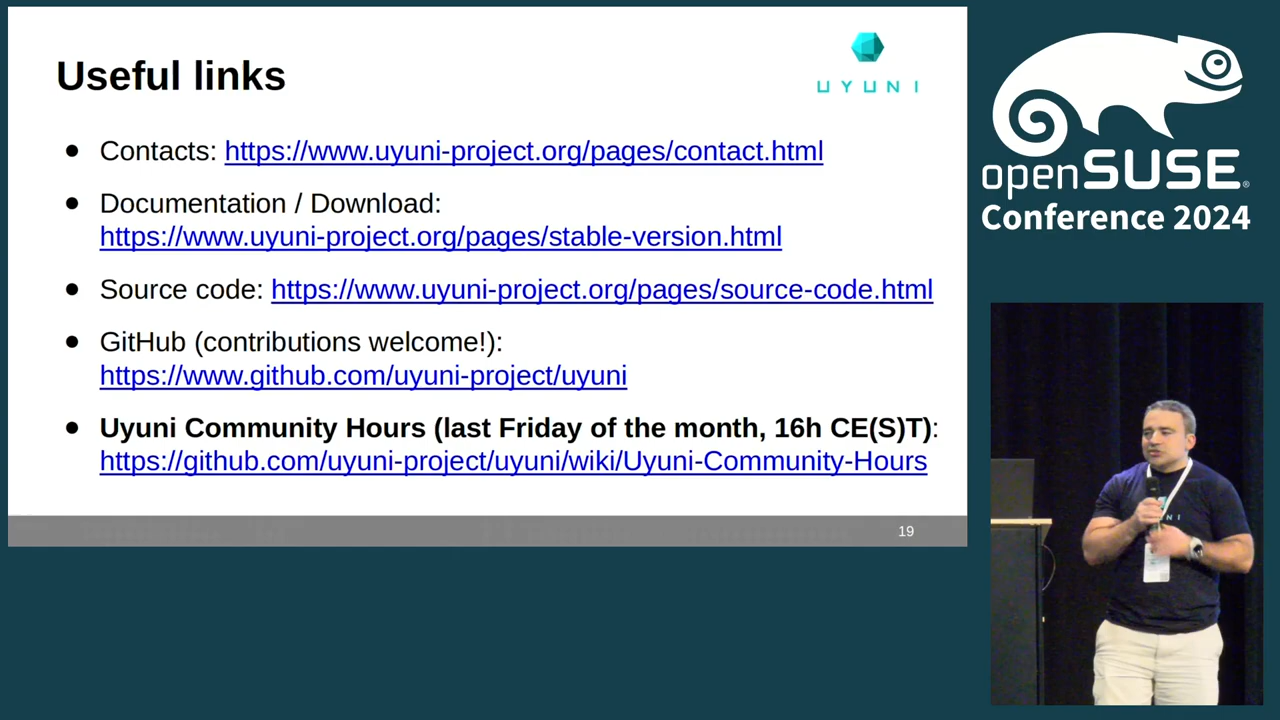 Useful links
UYUNI
● Contacts: https://www.uyuni-project.org/pages/contact.html
● Documentation / Download:
https://www.uyuni-project.org/pages/stable-version.html
● Source code: https://www.uyuni-project.org/pages/source-code.html
● GitHub (contributions welcome!):
https://www.github.com/uyuni-project/uyuni
● Uyuni Community Hours (last Friday of the month, 16h CE(S)T):
https://github.com/uyuni-project/uyuni/wiki/Uyuni-Community-Hours
19
openSUSE®
Conference 2024